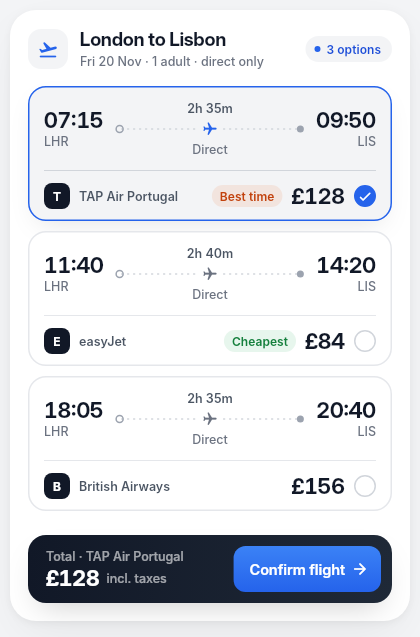 London to Lisbon
Fri 20 Nov · 1 adult · direct only
3 options
2h 35m
07:15 09:50
LHR LIS
Direct
T TAP Air Portugal Best time £128
2h 40m
11:40 14:20
LHR LIS
Direct
E easyJet Cheapest £84
2h 35m
18:05 20:40
LHR LIS
Direct
B British Airways £156
Total · TAP Air Portugal
£128 incl. taxes
Confirm flight